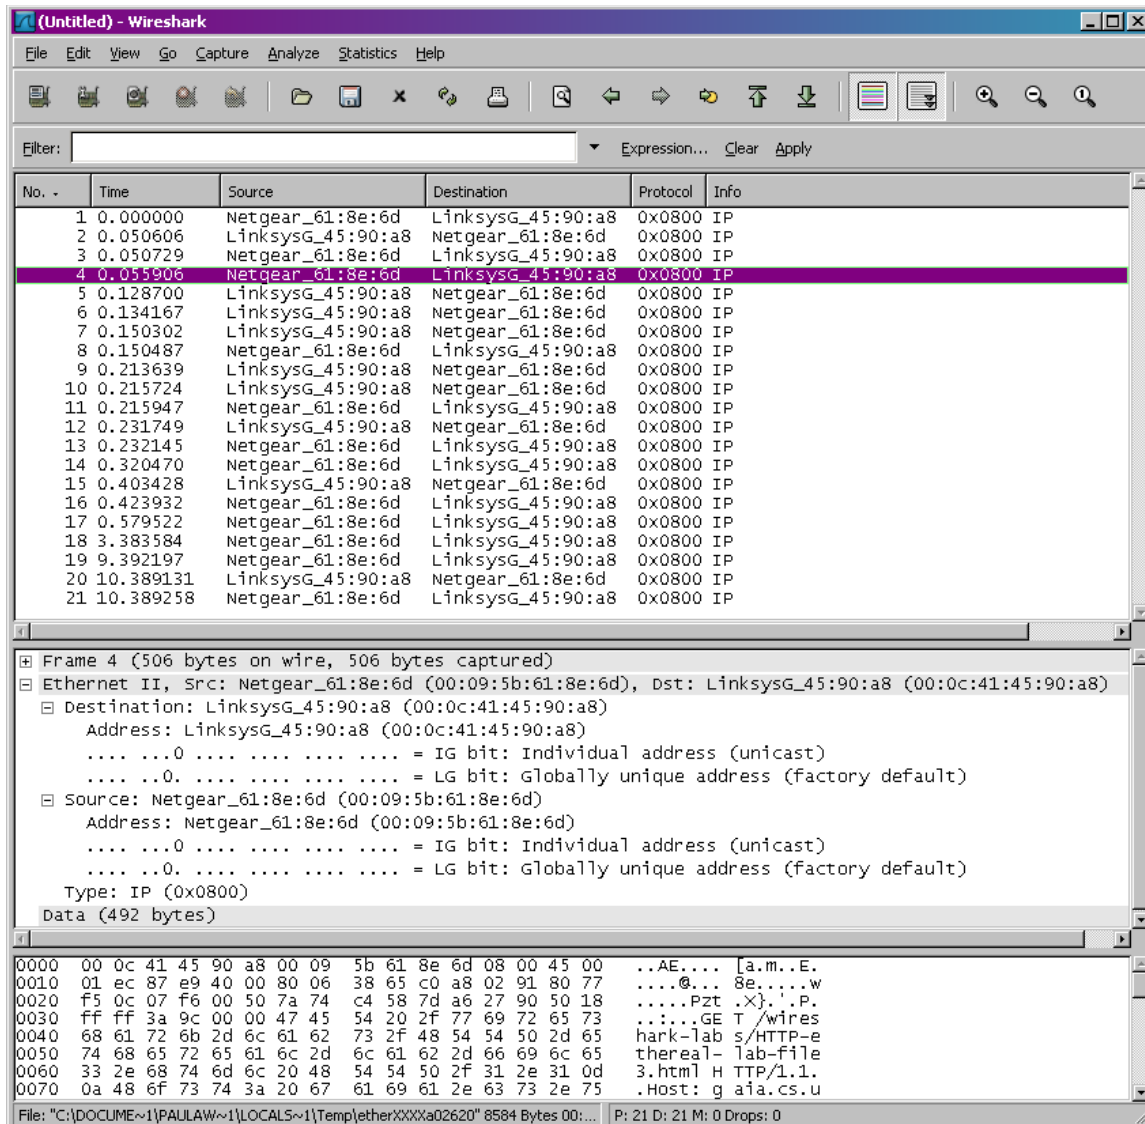 (Untitled) - Wireshark
File Edit View Go Capture Analyze Statistics Help
Filter: Expression... Clear Apply
No. Time Source Destination Protocol Info
1 0.000000 Netgear_61:8e:6d LinksysG_45:90:a8 0x0800 IP
2 0.050606 LinksysG_45:90:a8 Netgear_61:8e:6d 0x0800 IP
3 0.050729 Netgear_61:8e:6d LinksysG_45:90:a8 0x0800 IP
4 0.055906 Netgear_61:8e:6d LinksysG_45:90:a8 0x0800 IP
5 0.128700 LinksysG_45:90:a8 Netgear_61:8e:6d 0x0800 IP
6 0.134167 LinksysG_45:90:a8 Netgear_61:8e:6d 0x0800 IP
7 0.150302 LinksysG_45:90:a8 Netgear_61:8e:6d 0x0800 IP
8 0.150487 Netgear_61:8e:6d LinksysG_45:90:a8 0x0800 IP
9 0.213639 LinksysG_45:90:a8 Netgear_61:8e:6d 0x0800 IP
10 0.215724 LinksysG_45:90:a8 Netgear_61:8e:6d 0x0800 IP
11 0.215947 Netgear_61:8e:6d LinksysG_45:90:a8 0x0800 IP
12 0.231749 LinksysG_45:90:a8 Netgear_61:8e:6d 0x0800 IP
13 0.232145 Netgear_61:8e:6d LinksysG_45:90:a8 0x0800 IP
14 0.320470 Netgear_61:8e:6d LinksysG_45:90:a8 0x0800 IP
15 0.403428 LinksysG_45:90:a8 Netgear_61:8e:6d 0x0800 IP
16 0.423932 Netgear_61:8e:6d LinksysG_45:90:a8 0x0800 IP
17 0.579522 Netgear_61:8e:6d LinksysG_45:90:a8 0x0800 IP
18 3.383584 Netgear_61:8e:6d LinksysG_45:90:a8 0x0800 IP
19 9.392197 Netgear_61:8e:6d LinksysG_45:90:a8 0x0800 IP
20 10.389131 LinksysG_45:90:a8 Netgear_61:8e:6d 0x0800 IP
21 10.389258 Netgear_61:8e:6d LinksysG_45:90:a8 0x0800 IP
Frame 4 (506 bytes on wire, 506 bytes captured)
Ethernet II, Src: Netgear_61:8e:6d (00:09:5b:61:8e:6d), Dst: LinksysG_45:90:a8 (00:0c:41:45:90:a8)
Destination: LinksysG_45:90:a8 (00:0c:41:45:90:a8)
Address: LinksysG_45:90:a8 (00:0c:41:45:90:a8)
.... ...0 .... .... .... .... = IG bit: Individual address (unicast)
.... ..0. .... .... .... .... = LG bit: Globally unique address (factory default)
Source: Netgear_61:8e:6d (00:09:5b:61:8e:6d)
Address: Netgear_61:8e:6d (00:09:5b:61:8e:6d)
.... ...0 .... .... .... .... = IG bit: Individual address (unicast)
.... ..0. .... .... .... .... = LG bit: Globally unique address (factory default)
Type: IP (0x0800)
Data (492 bytes)
0000 00 0c 41 45 90 a8 00 09 5b 61 8e 6d 08 00 45 00 ..AE.... [a.m..E.
0010 01 ec 87 e9 40 00 80 06 38 65 c0 a8 02 91 80 77 ....@... 8e.....w
0020 f5 0c 07 f6 00 50 7a 74 c4 58 7d a6 27 90 50 18 .....Pzt .X}.'.P.
0030 ff ff 3a 9c 00 00 47 45 54 20 2f 77 69 72 65 73 ..:...GE T /wires
0040 68 61 72 6b 2d 6c 61 62 73 2f 48 54 54 50 2d 65 hark-lab s/HTTP-e
0050 74 68 65 72 65 61 6c 2d 6c 61 62 2d 66 69 6c 65 thereal- lab-file
0060 33 2e 68 74 6d 6c 20 48 54 54 50 2f 31 2e 31 0d 3.html H TTP/1.1.
0070 0a 48 6f 73 74 3a 20 67 61 69 61 2e 63 73 2e 75 .Host: g aia.cs.u
File: "C:\DOCUME~1\PAULAW~1\LOCALS~1\Temp\etherXXXXa02620" 8584 Bytes 00:... P: 21 D: 21 M: 0 Drops: 0